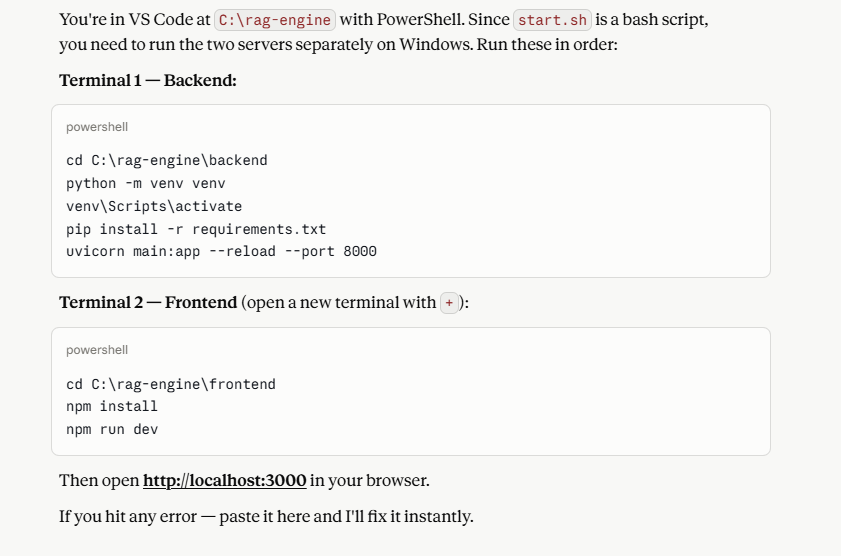 You're in VS Code at C:\rag-engine with PowerShell. Since start.sh is a bash script,
you need to run the two servers separately on Windows. Run these in order:
Terminal 1 — Backend:
powershell
cd C:\rag-engine\backend
python -m venv venv
venv\Scripts\activate
pip install -r requirements.txt
uvicorn main:app --reload --port 8000
Terminal 2 — Frontend (open a new terminal with +):
powershell
cd C:\rag-engine\frontend
npm install
npm run dev
Then open http://localhost:3000 in your browser.
If you hit any error — paste it here and I'll fix it instantly.